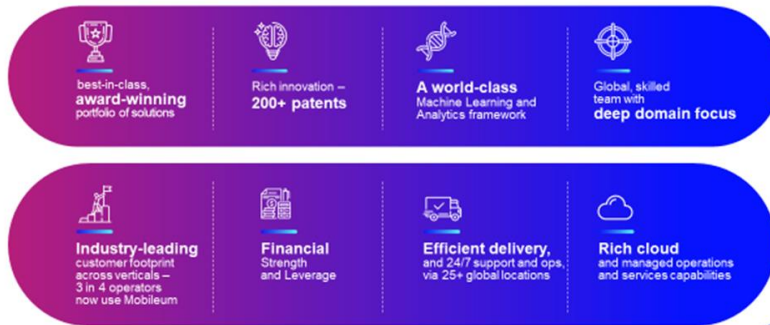 best-in-class,
award-winning
portfolio of solutions
Rich innovation –
200+ patents
A world-class
Machine Learning and
Analytics framework
Global, skilled
team with
deep domain focus
Industry-leading
customer footprint
across verticals –
3 in 4 operators
now use Mobileum
Financial
Strength
and Leverage
Efficient delivery,
and 24/7 support and ops,
via 25+ global locations
Rich cloud
and managed operations
and services capabilities